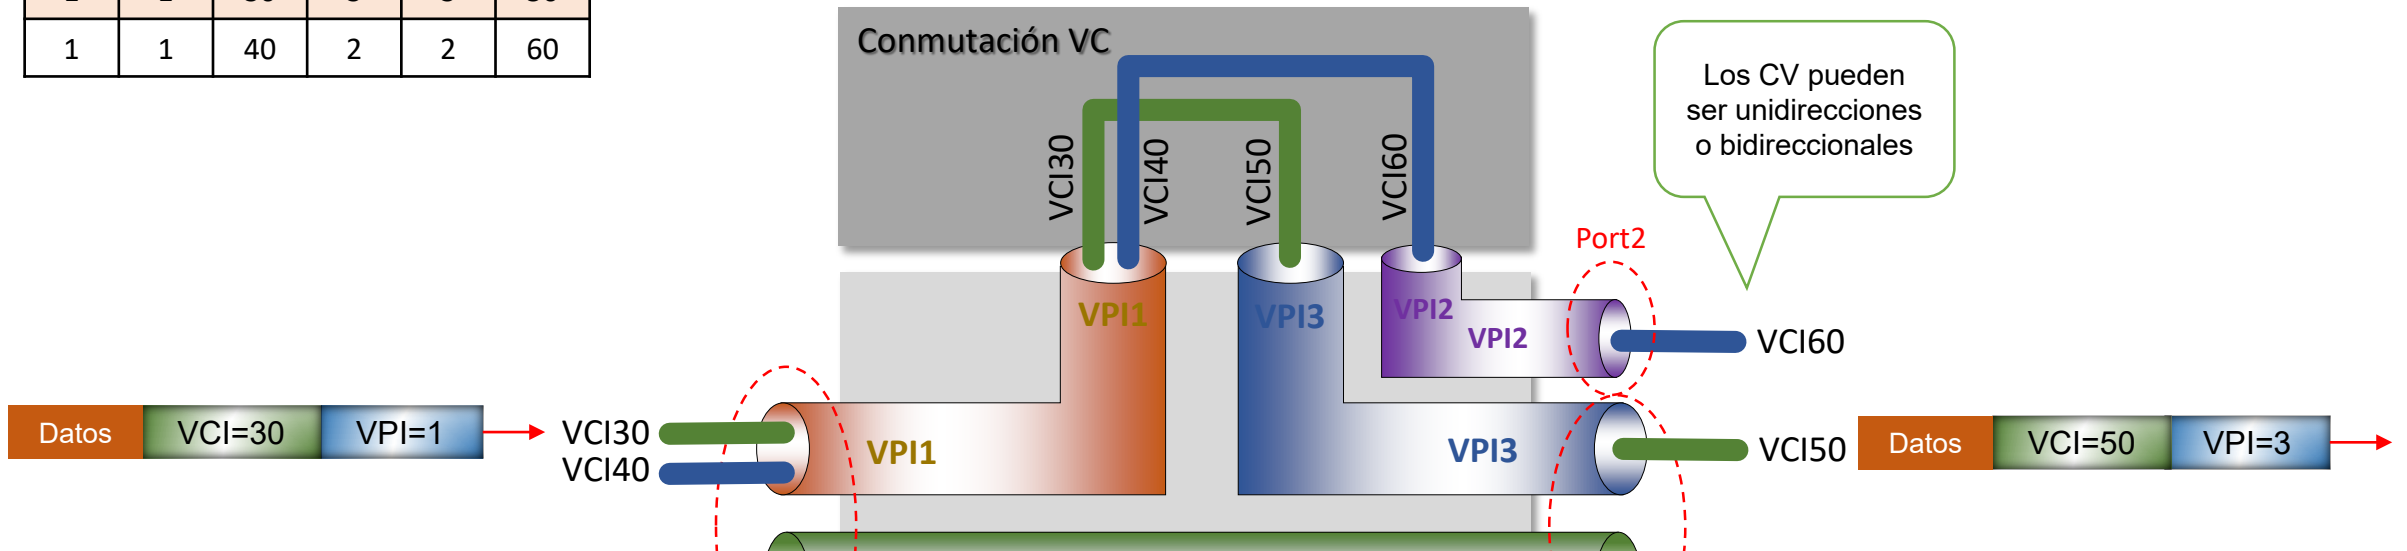 1 1 40 2 2 60
Conmutación VC
Los CV pueden
ser unidirecciones
o bidireccionales
VCI30
VCI40
VCI50
VCI60
Port2
VPI1
VPI3
VPI2
VPI2
VCI60
Datos VCI=30 VPI=1
VCI30
VCI40
VPI1
VPI3
VCI50
Datos VCI=50 VPI=3